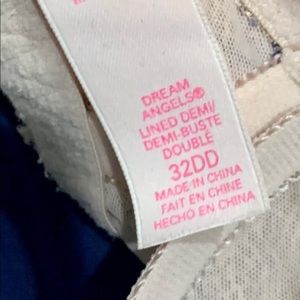 DREAM
ANGELS®
LINED DEMI/
DEMI-BUSTE
DOUBLÉ
32DD
MADE IN CHINA
FAIT EN CHINE
HECHO EN CHINA